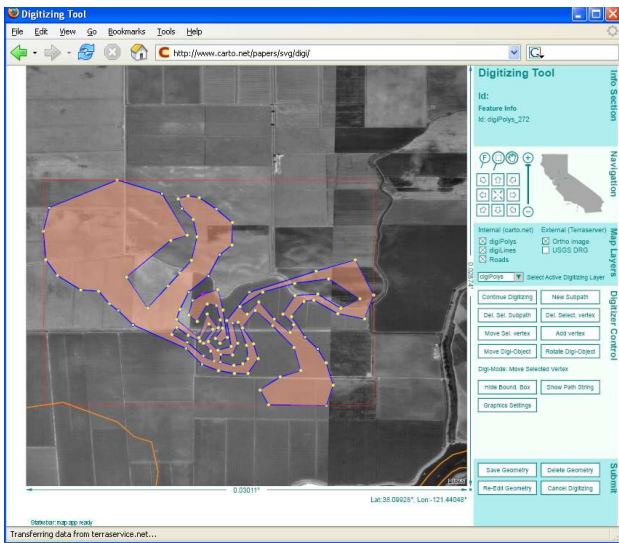 Digitizing Tool
File Edit View Go Bookmarks Tools Help
http://www.carto.net/papers/svg/digi/
Digitizing Tool
Id:
Feature Info
Id: digiPolys_272
Info Section
Navigation
Internal (carto.net) External (Terraserver)
digiPolys Ortho image
digiLines USGS DRG
Roads
digiPolys Select Active Digitizing Layer
Map Layers
Continue Digitizing New Subpath
Del. Sel. Subpath Del. Select. vertex
Move Sel. vertex Add vertex
Move Digi-Object Rotate Digi-Object
Digi-Mode: Move Selected Vertex
Hide Bound. Box Show Path String
Graphics Settings
Digitizer Control
Save Geometry Delete Geometry
Re-Edit Geometry Cancel Digitizing
Submit
0.02874°
0.03011°
Lat:38.09928°, Lon:-121.44048°
Statusbar: map app ready
Transferring data from terraservice.net...